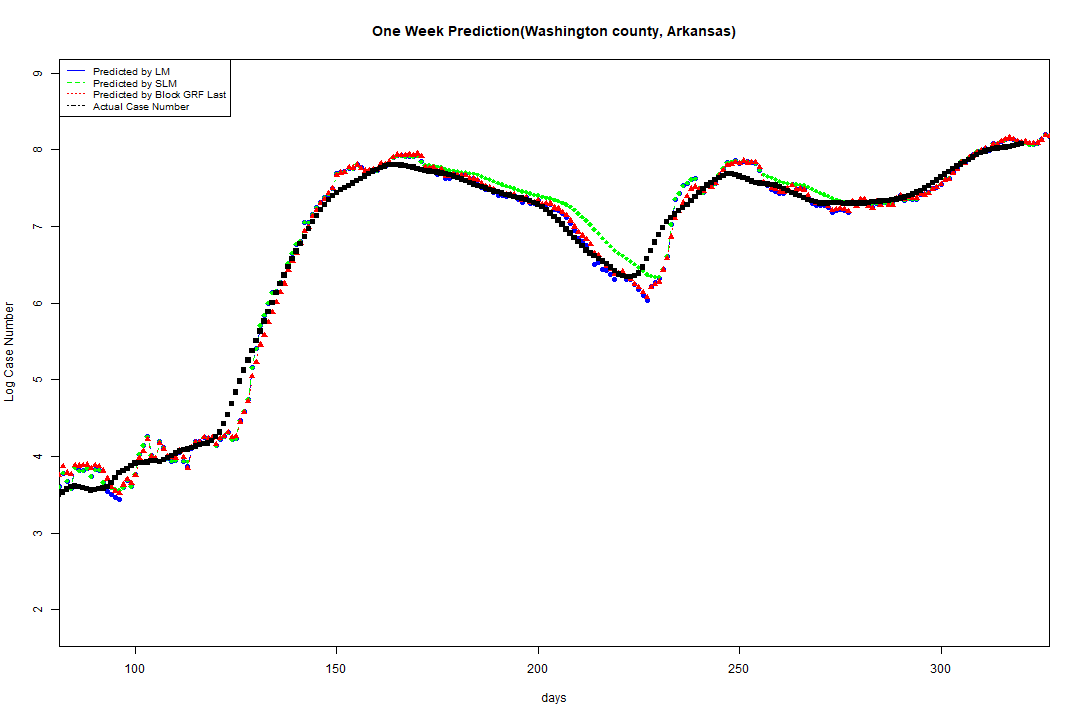 One Week Prediction(Washington county, Arkansas)
Predicted by LM
Predicted by SLM
Predicted by Block GRF Last
Actual Case Number
9
8
7
6
5
4
3
2
Log Case Number
100 150 200 250 300
days